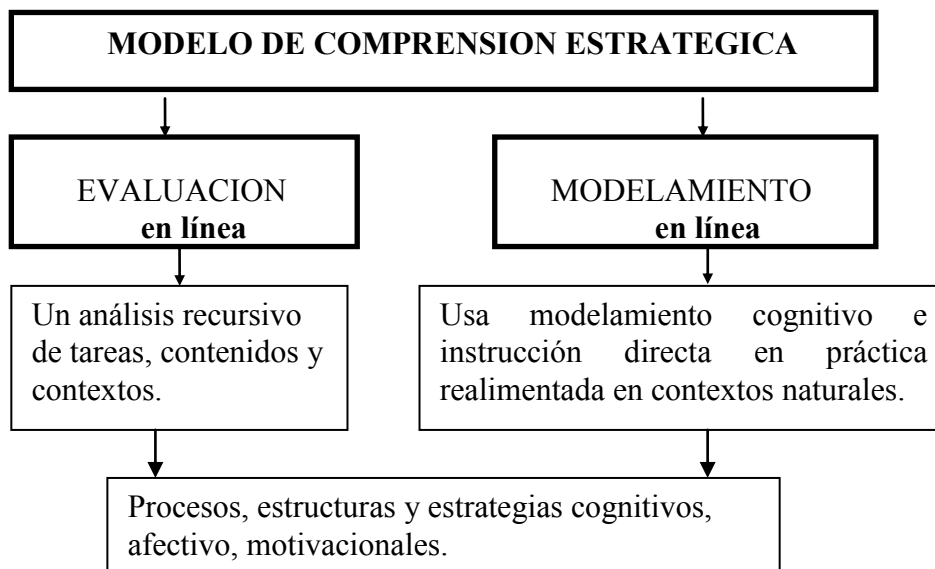 MODELO DE COMPRENSION ESTRATEGICA
EVALUACION
en línea
MODELAMIENTO
en línea
Un análisis recursivo
de tareas, contenidos y
contextos.
Usa modelamiento cognitivo e
instrucción directa en práctica
realimentada en contextos naturales.
Procesos, estructuras y estrategias cognitivos,
afectivo, motivacionales.